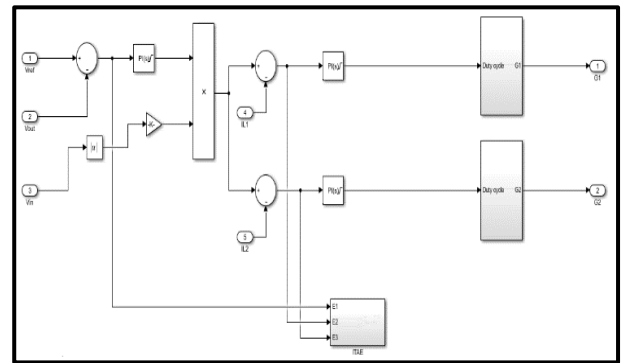 1
Vref
2
Vout
3
Vin
+
-
PI(s)
|u|
-K-
X
+
-
4
IL1
PI(s)
Duty cycle G1
1
G1
+
-
5
IL2
PI(s)
Duty cycle G2
2
G2
E1
E2
E3
ITAE